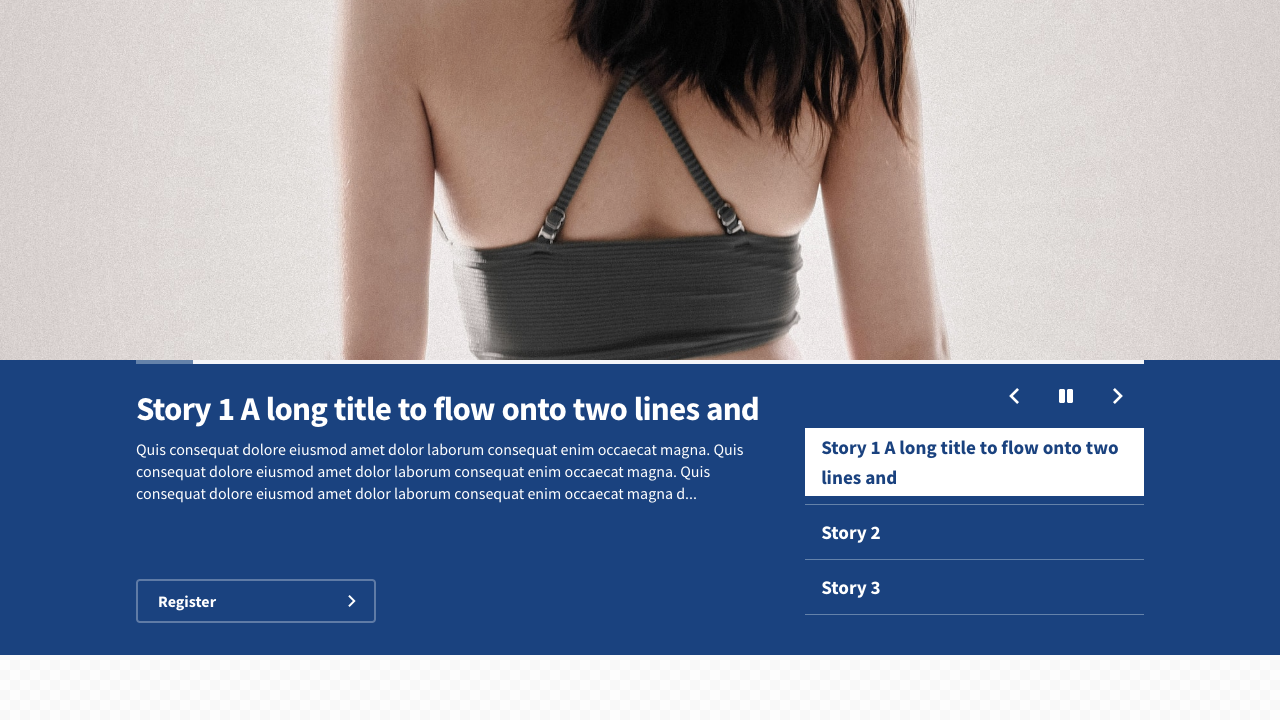 Story 1 A long title to flow onto two lines and
Quis consequat dolore eiusmod amet dolor laborum consequat enim occaecat magna. Quis
consequat dolore eiusmod amet dolor laborum consequat enim occaecat magna. Quis
consequat dolore eiusmod amet dolor laborum consequat enim occaecat magna d...
Register
Story 1 A long title to flow onto two
lines and
Story 2
Story 3